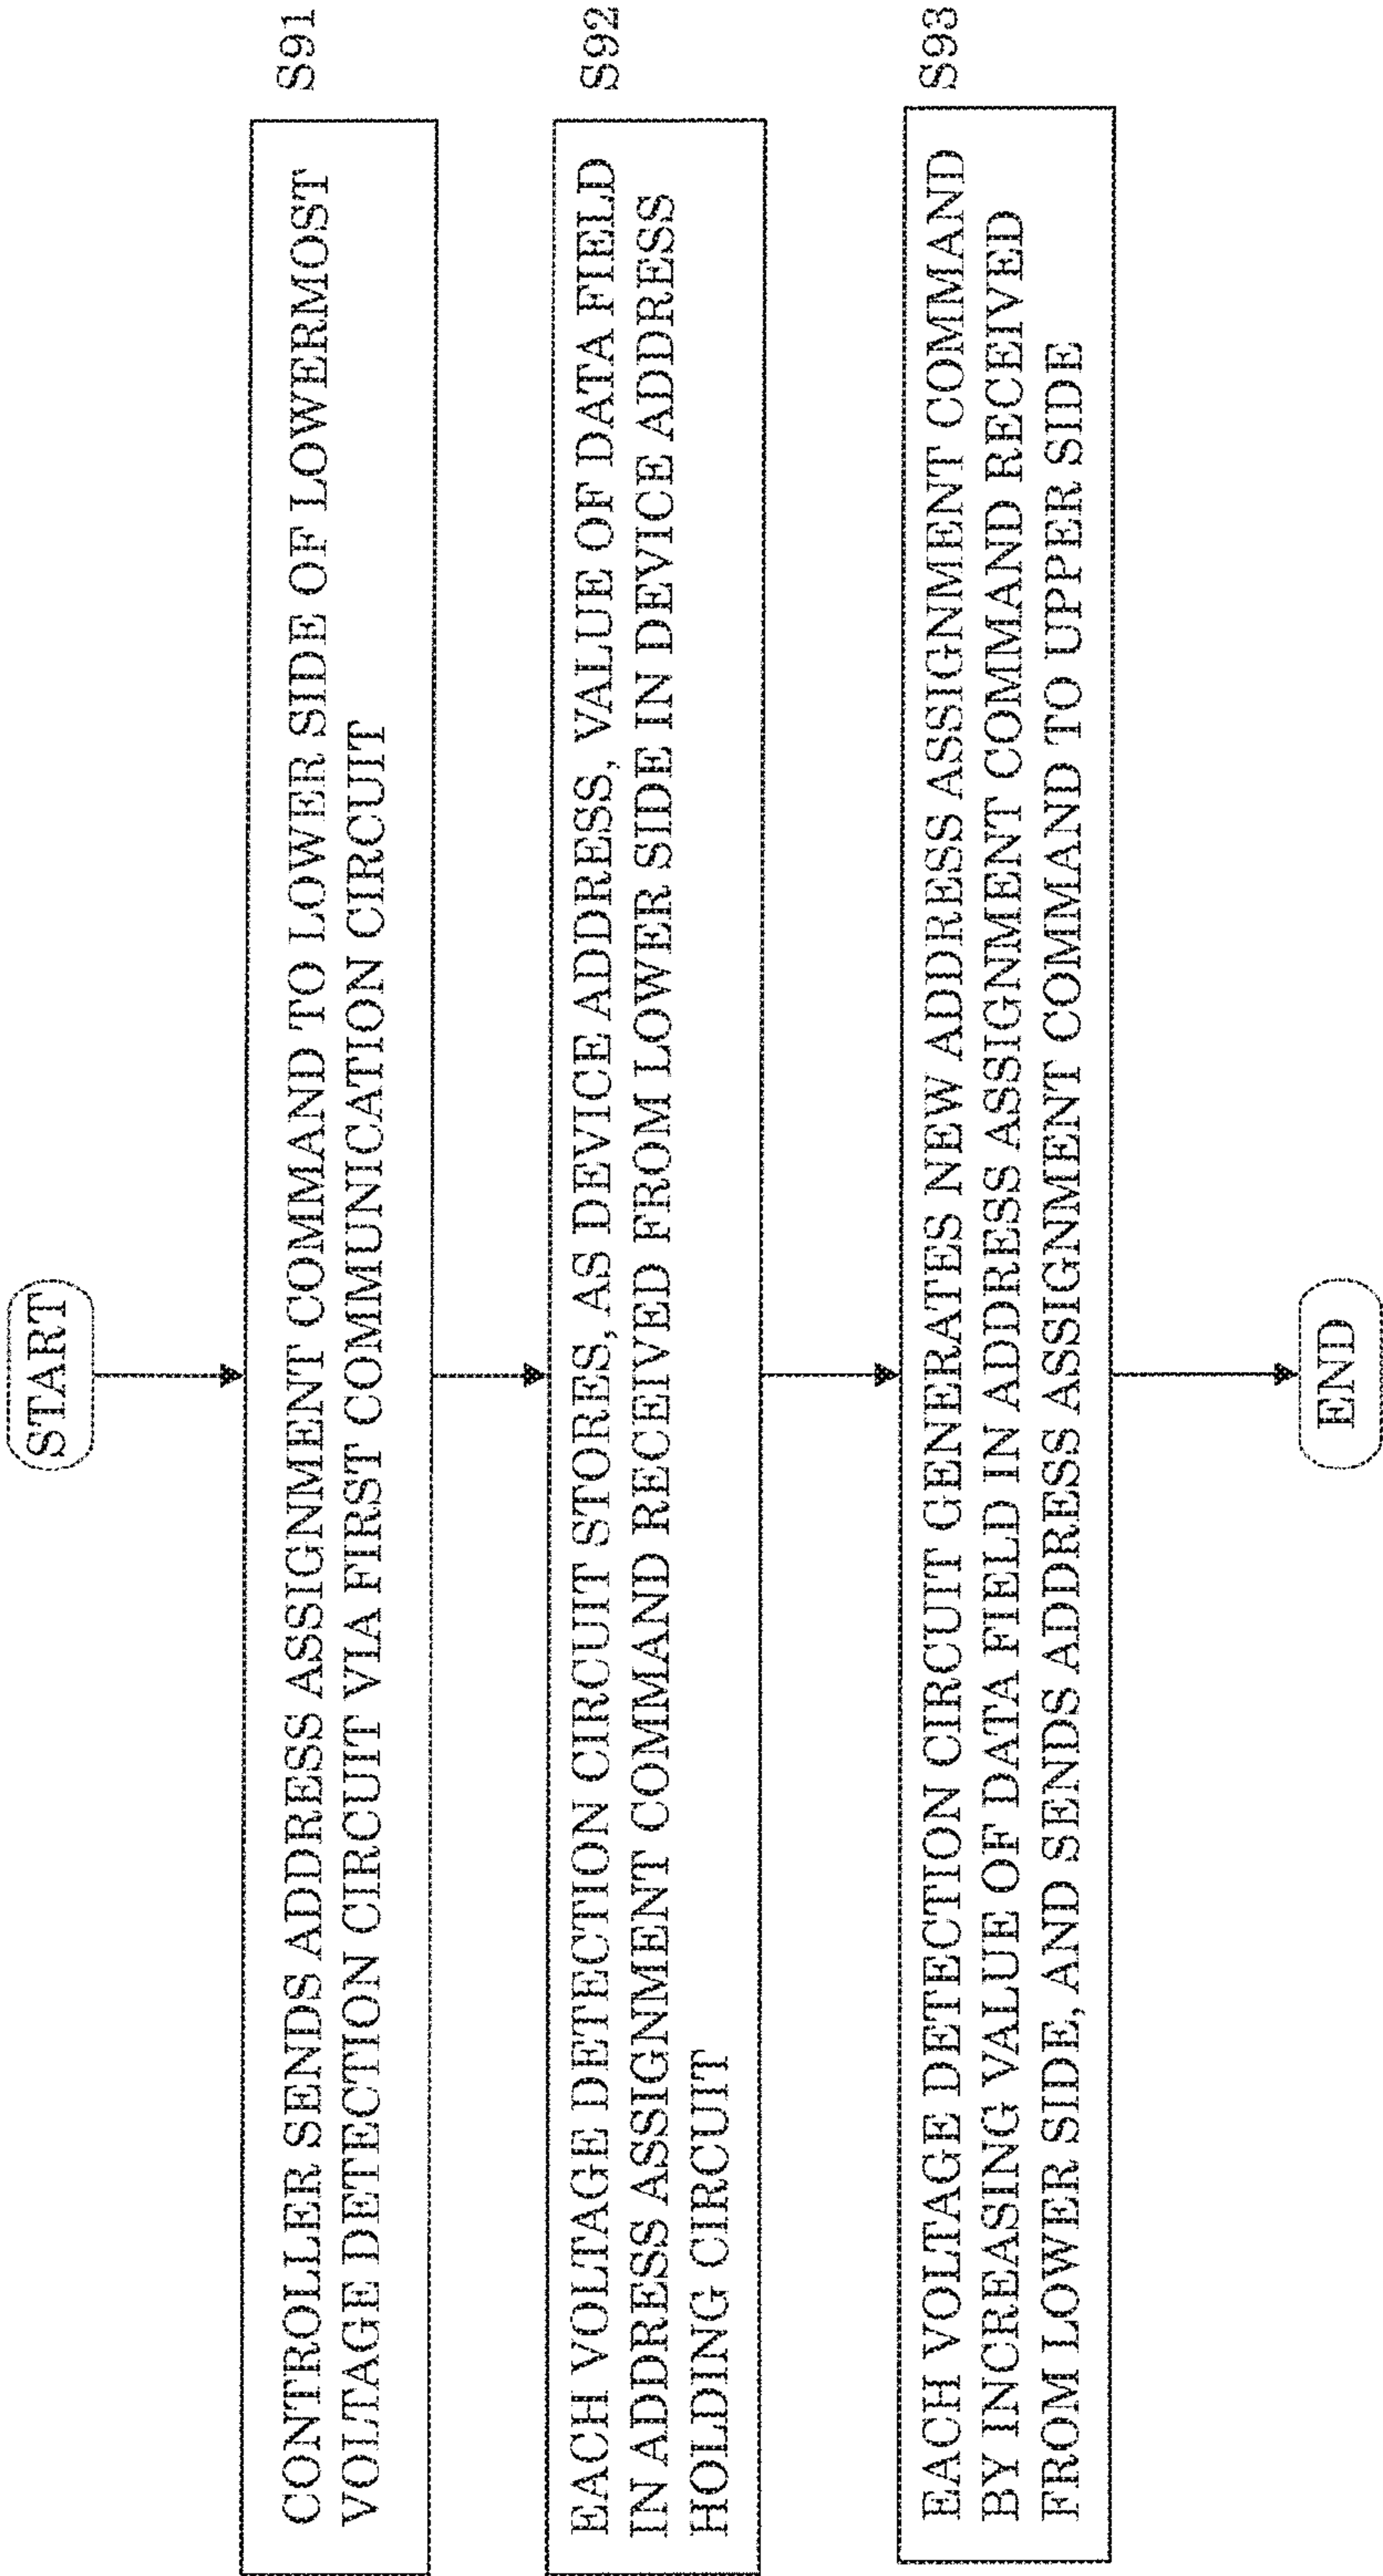 START
S91
CONTROLLER SENDS ADDRESS ASSIGNMENT COMMAND TO LOWER SIDE OF LOWERMOST
VOLTAGE DETECTION CIRCUIT VIA FIRST COMMUNICATION CIRCUIT
S92
EACH VOLTAGE DETECTION CIRCUIT STORES, AS DEVICE ADDRESS, VALUE OF DATA FIELD
IN ADDRESS ASSIGNMENT COMMAND RECEIVED FROM LOWER SIDE IN DEVICE ADDRESS
HOLDING CIRCUIT
S93
EACH VOLTAGE DETECTION CIRCUIT GENERATES NEW ADDRESS ASSIGNMENT COMMAND
BY INCREASING VALUE OF DATA FIELD IN ADDRESS ASSIGNMENT COMMAND RECEIVED
FROM LOWER SIDE, AND SENDS ADDRESS ASSIGNMENT COMMAND TO UPPER SIDE
END